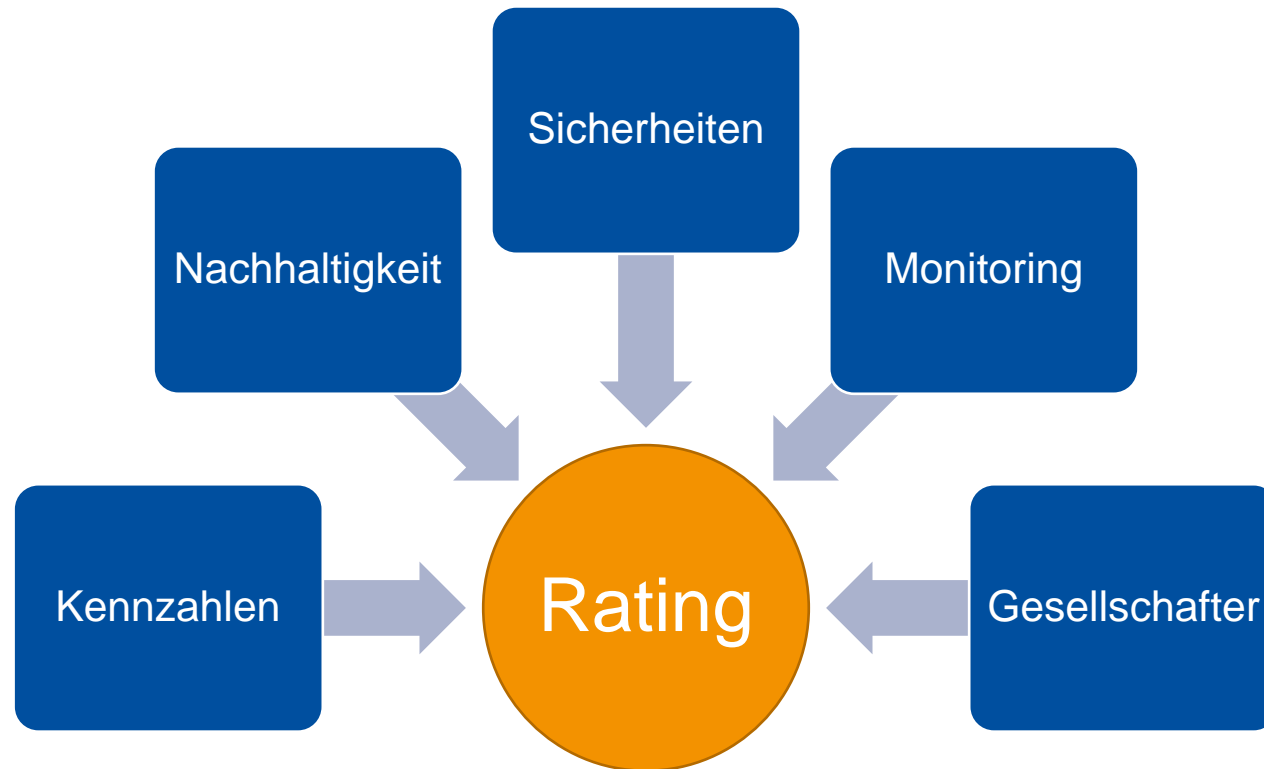 Sicherheiten
Nachhaltigkeit
Monitoring
Kennzahlen
Rating
Gesellschafter